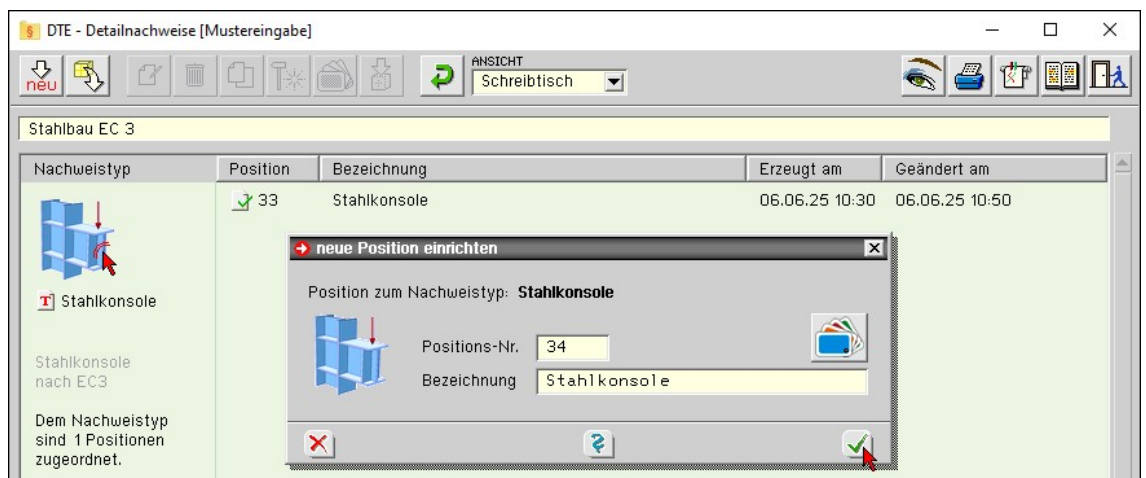 DTE - Detailnachweise [Mustereingabe]
neu
ANSICHT
Schreibtisch
Stahlbau EC 3
Nachweistyp Position Bezeichnung Erzeugt am Geändert am
33 Stahlkonsole 06.06.25 10:30 06.06.25 10:50
T Stahlkonsole
Stahlkonsole
nach EC3
Dem Nachweistyp
sind 1 Positionen
zugeordnet.
neue Position einrichten
Position zum Nachweistyp: Stahlkonsole
Positions-Nr. 34
Bezeichnung Stahlkonsole